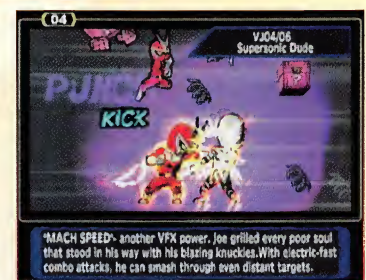 04
VJ04/06
Supersonic Dude
PUNCH
KICK
"MACH SPEED"- another VFX power. Joe grilled every poor soul
that stood in his way with his blazing knuckles. With electric-fast
combo attacks, he can smash through even distant targets.